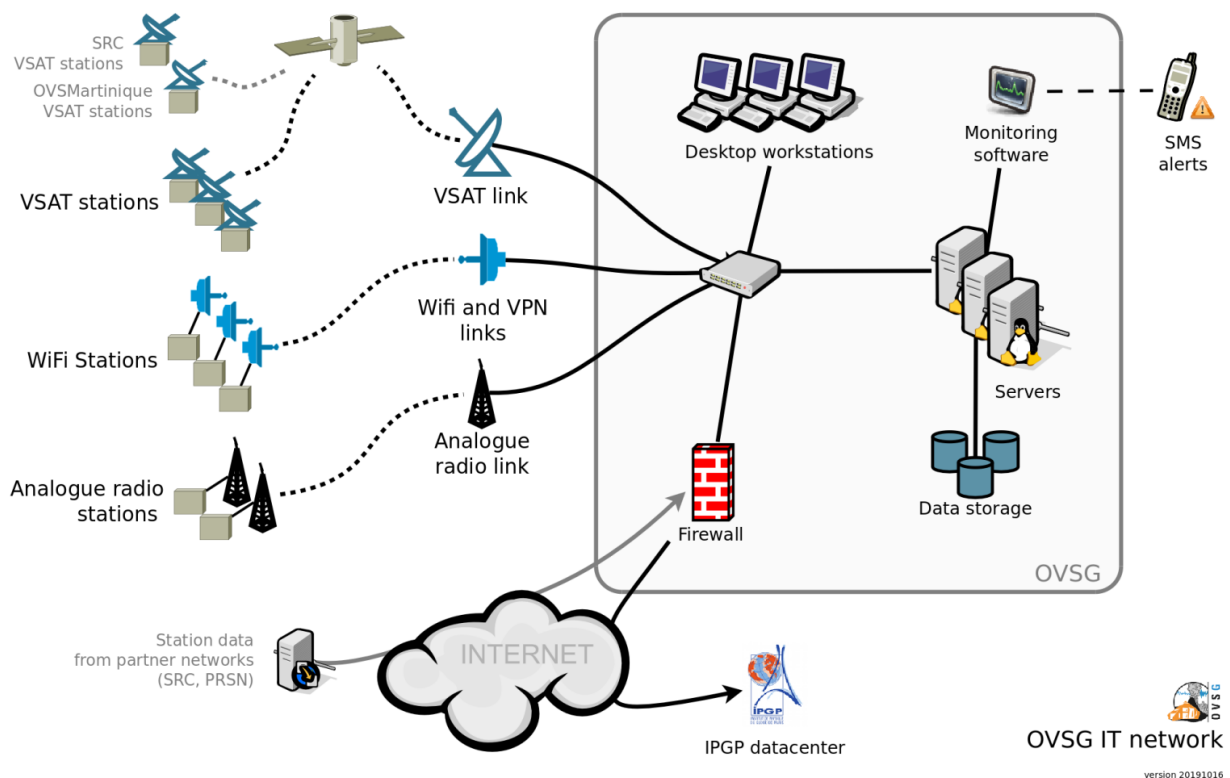 SRC
VSAT stations
OVSMartinique
VSAT stations
VSAT stations
VSAT link
WiFi Stations
Wifi and VPN
links
Analogue radio
stations
Analogue
radio link
Desktop workstations
Monitoring
software
SMS
alerts
Servers
Data storage
Firewall
OVSG
Station data
from partner networks
(SRC, PRSN)
INTERNET
IPGP
IPGP datacenter
OVSG
OVSG IT network
version 20191016